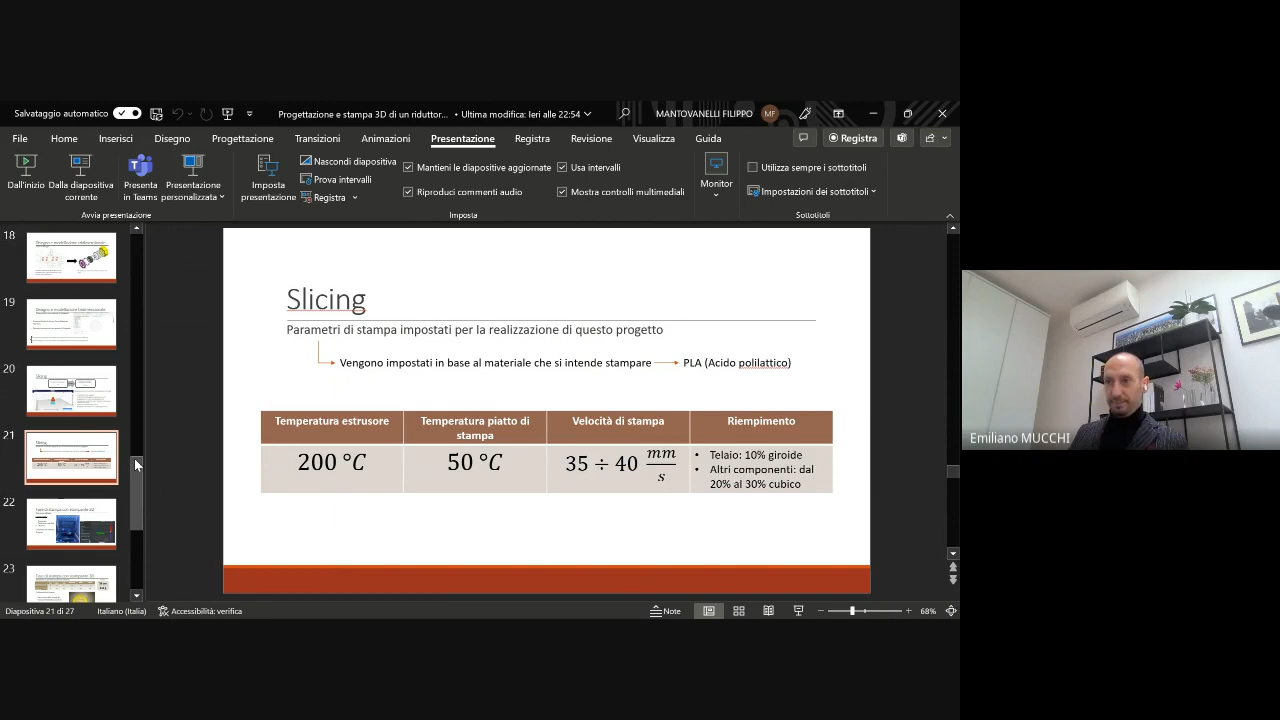 Salvataggio automatico
Progettazione e stampa 3D di un riduttor... • Ultima modifica: Ieri alle 22:54
MANTOVANELLI FILIPPO
MF
File Home Inserisci Disegno Progettazione Transizioni Animazioni Presentazione Registra Revisione Visualizza Guida
Registra
Dall'inizio
Dalla diapositiva corrente
Presenta in Teams
Presentazione personalizzata
Avvia presentazione
Imposta presentazione
Nascondi diapositiva
Prova intervalli
Registra
Mantieni le diapositive aggiornate
Riproduci commenti audio
Usa intervalli
Mostra controlli multimediali
Imposta
Monitor
Utilizza sempre i sottotitoli
Impostazioni dei sottotitoli
Sottotitoli
18
19
20
21
22
23
Slicing
Parametri di stampa impostati per la realizzazione di questo progetto
Vengono impostati in base al materiale che si intende stampare
PLA (Acido polilattico)
Temperatura estrusore
Temperatura piatto di
stampa
Velocità di stampa
Riempimento
200 °C
50 °C
35 ÷ 40 mm/s
• Telaio: 10% giroide
• Altri componenti: dal
20% al 30% cubico
Emiliano MUCCHI
Diapositiva 21 di 27
Italiano (Italia)
Accessibilità: verifica
Note
68%